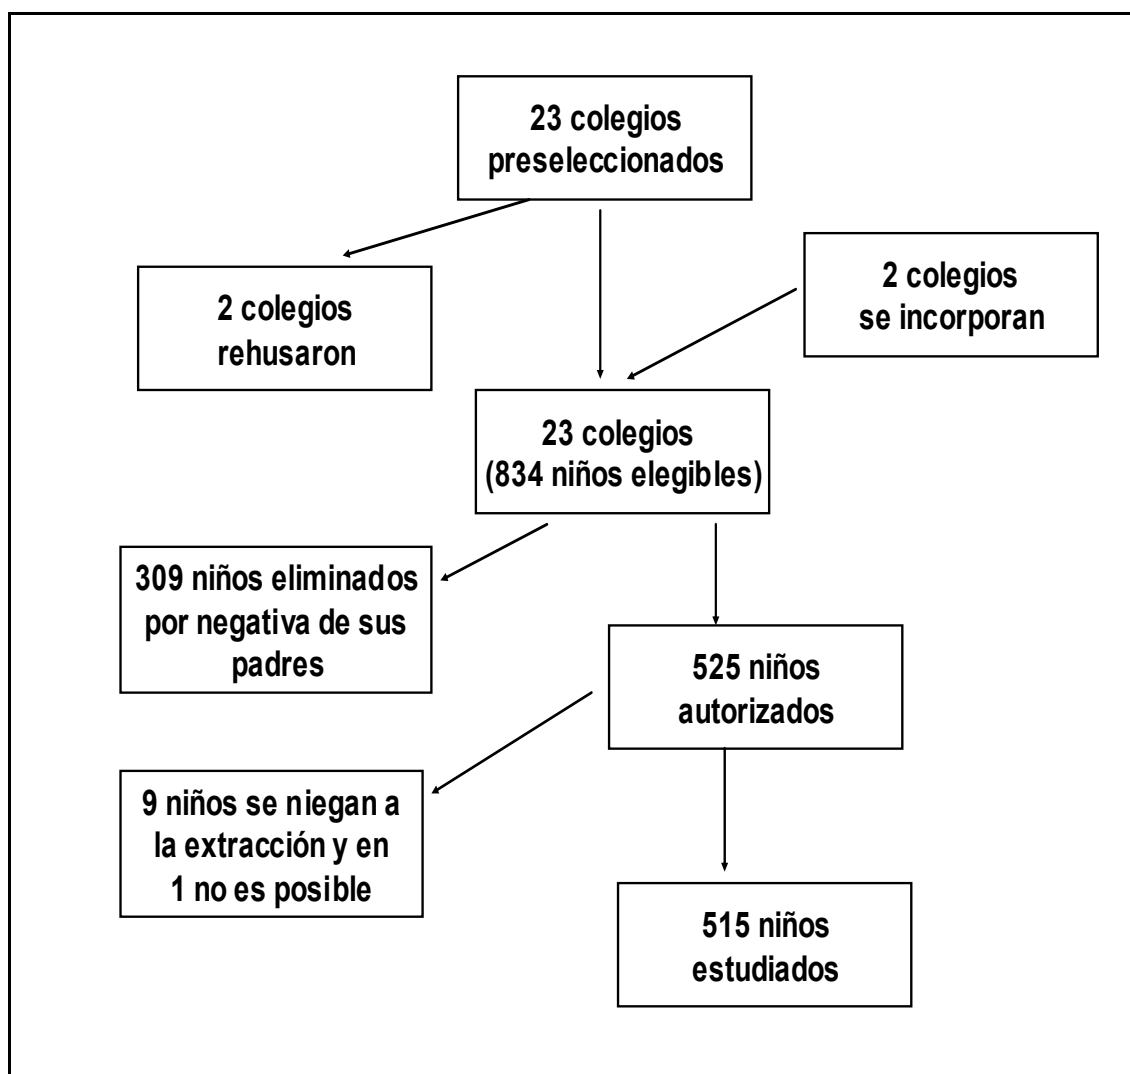 23 colegios
preseleccionados
2 colegios
rehusaron
2 colegios
se incorporan
23 colegios
(834 niños elegibles)
309 niños eliminados
por negativa de sus
padres
525 niños
autorizados
9 niños se niegan a
la extracción y en
1 no es posible
515 niños
estudiados